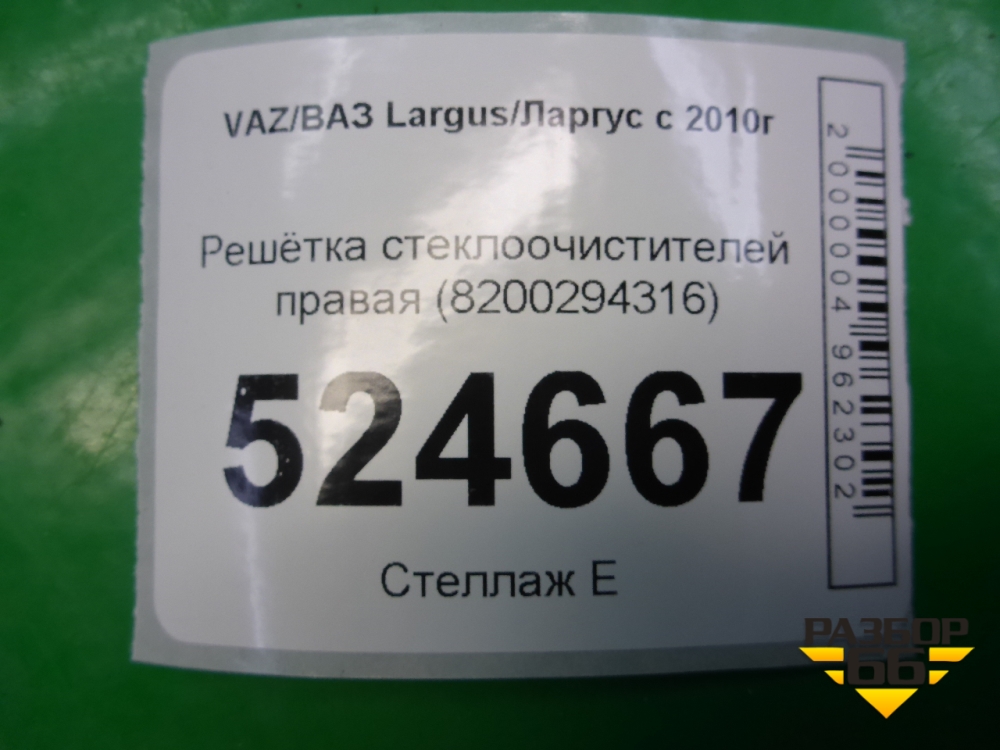 VAZ/ВАЗ Largus/Ларгус с 2010г
Решётка стеклоочистителей
правая (8200294316)
524667
Стеллаж Е
2000004962302
РАЗБОР
66